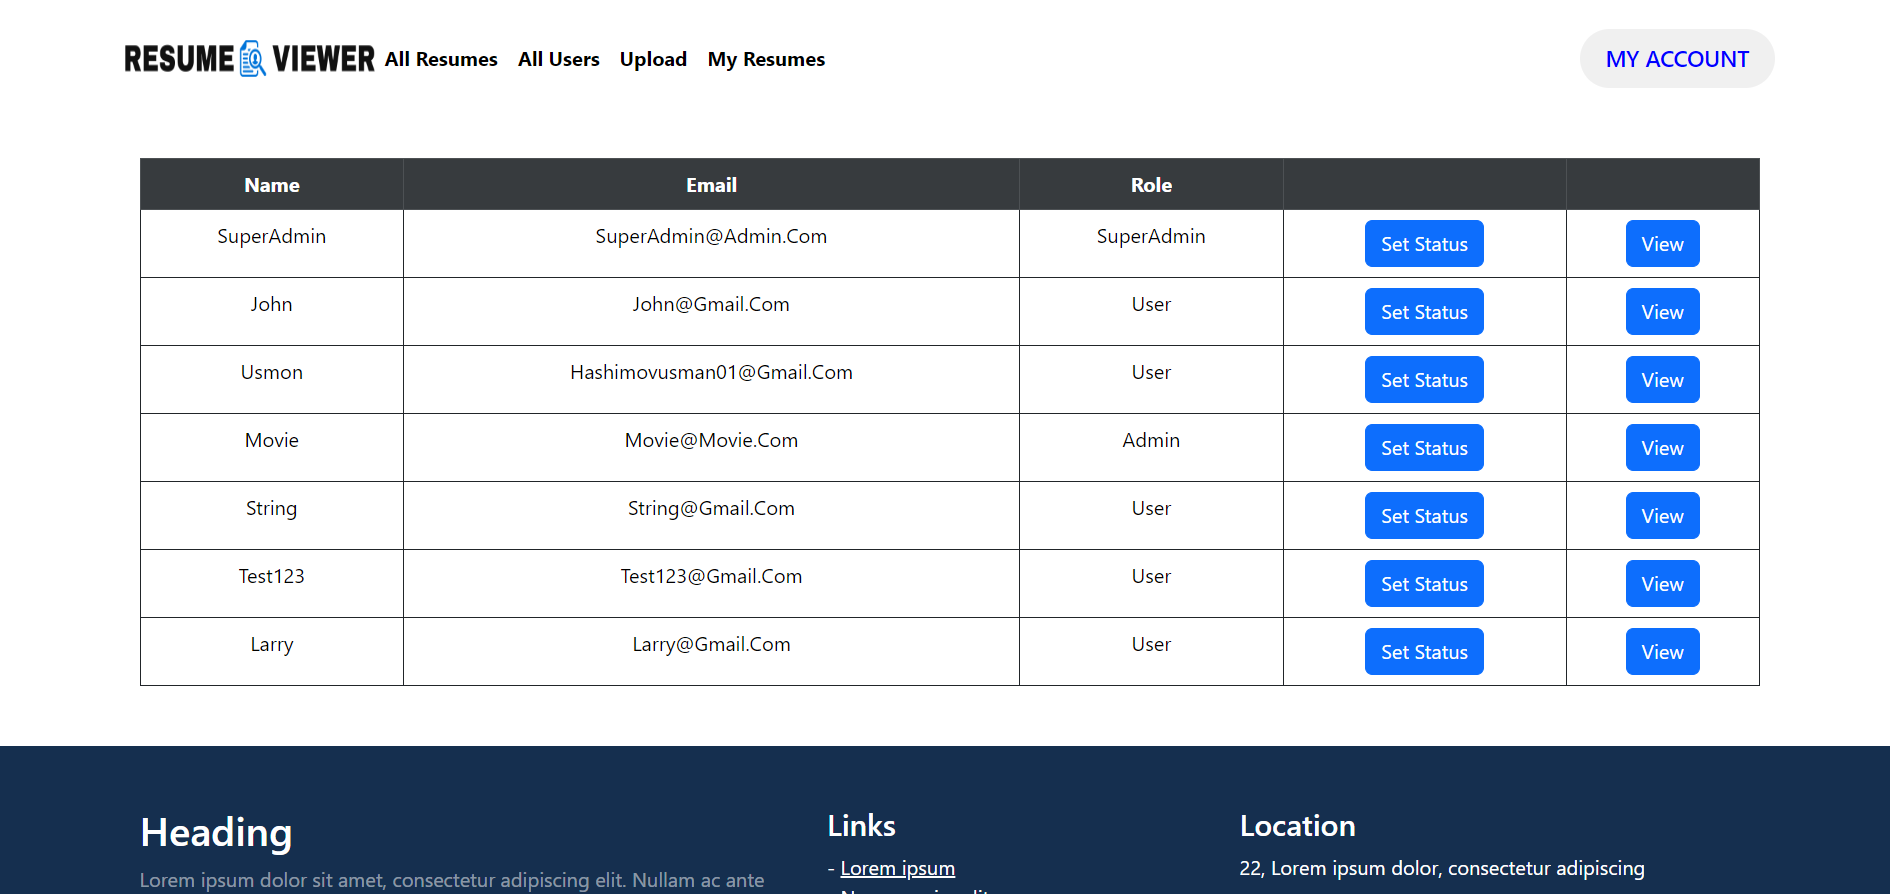 RESUME VIEWER All Resumes All Users Upload My Resumes MY ACCOUNT
Name Email Role
SuperAdmin SuperAdmin@Admin.Com SuperAdmin Set Status View
John John@Gmail.Com User Set Status View
Usmon Hashimovusman01@Gmail.Com User Set Status View
Movie Movie@Movie.Com Admin Set Status View
String String@Gmail.Com User Set Status View
Test123 Test123@Gmail.Com User Set Status View
Larry Larry@Gmail.Com User Set Status View
Heading
Lorem ipsum dolor sit amet, consectetur adipiscing elit. Nullam ac ante
Links
- Lorem ipsum
Location
22, Lorem ipsum dolor, consectetur adipiscing